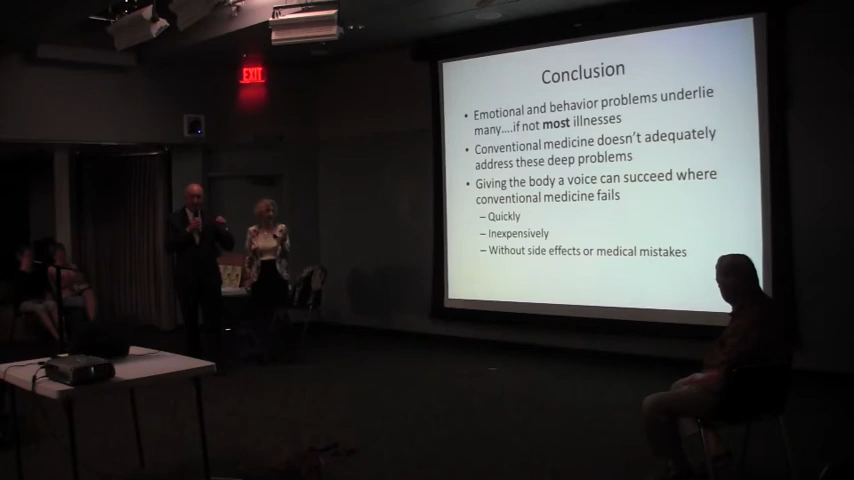 EXIT
Conclusion
• Emotional and behavior problems underlie
many....if not most illnesses
• Conventional medicine doesn't adequately
address these deep problems
• Giving the body a voice can succeed where
conventional medicine fails
– Quickly
– Inexpensively
– Without side effects or medical mistakes